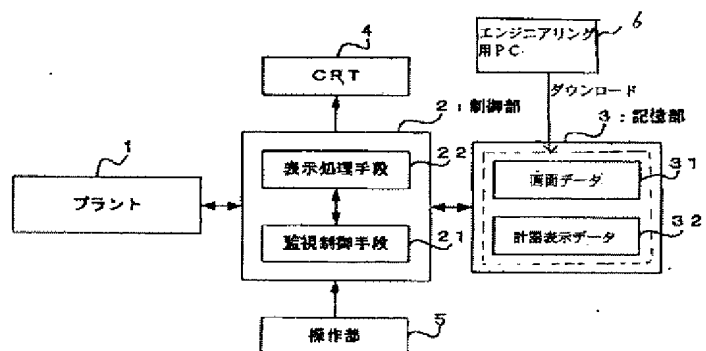 4
CRT
エンジニアリング
用PC
6
ダウンロード
2:制御部
3:記憶部
1
プラント
22
表示処理手段
21
監視制御手段
画面データ
31
計器表示データ
32
操作部
5